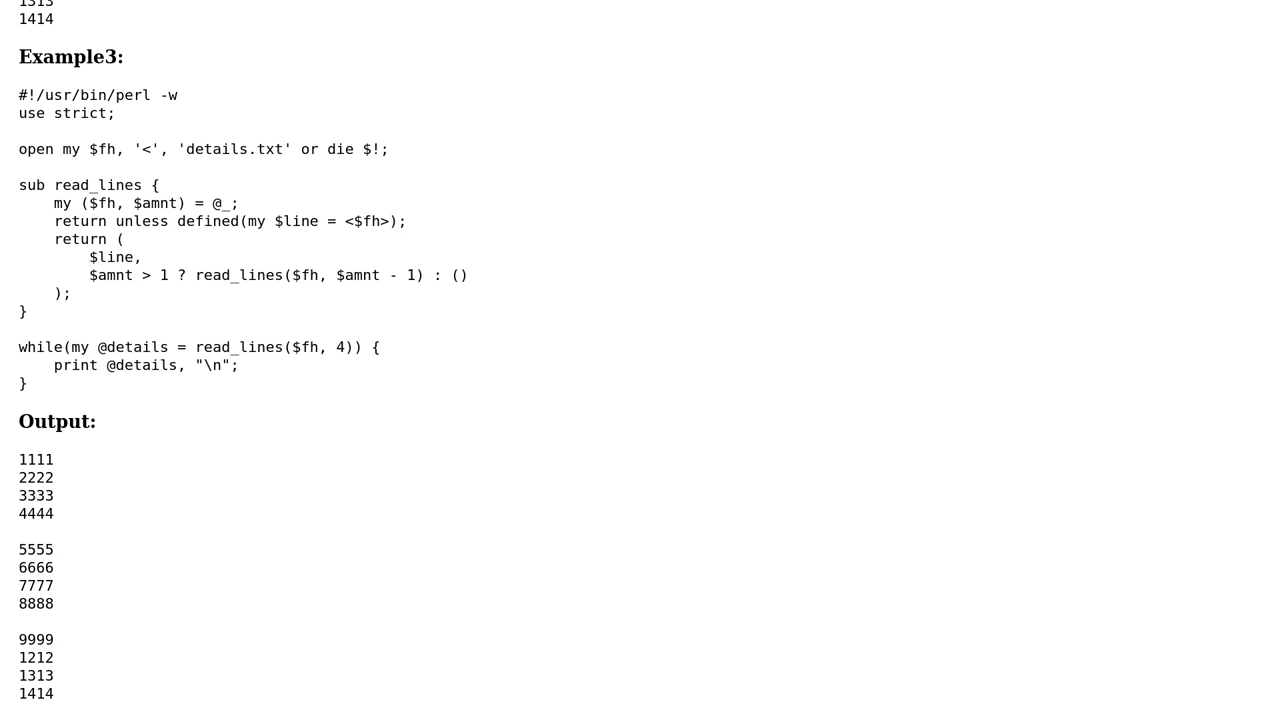 1313
1414
Example3:
#!/usr/bin/perl -w
use strict;
open my $fh, '<', 'details.txt' or die $!;
sub read_lines {
    my ($fh, $amnt) = @_;
    return unless defined(my $line = <$fh>);
    return (
        $line,
        $amnt > 1 ? read_lines($fh, $amnt - 1) : ()
    );
}
while(my @details = read_lines($fh, 4)) {
    print @details, "\n";
}
Output:
1111
2222
3333
4444
5555
6666
7777
8888
9999
1212
1313
1414